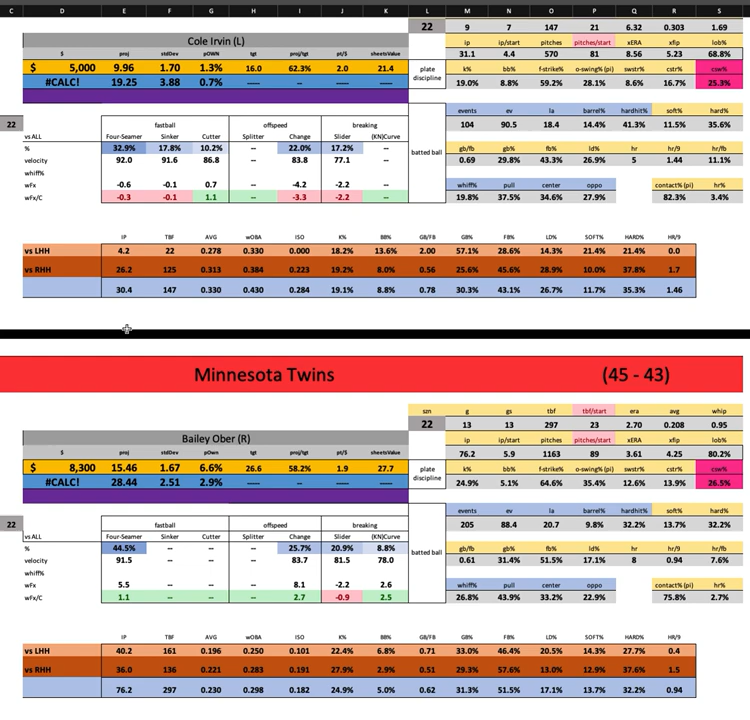 C D E F G H I J K L M N O P Q R S
22 9 7 147 21 6.32 0.303 1.69
ip ip/start pitches pitches/start xERA xfip lob%
Cole Irvin (L) 31.1 4.4 570 81 8.56 5.23 68.8%
$ proj stdDev pOWN tgt proj/tgt pt/$ sheetsValue plate discipline k% bb% f-strike% o-swing% (pi) swstr% cstr% csw%
$ 5,000 9.96 1.70 1.3% 16.0 62.3% 2.0 21.4 19.0% 8.8% 59.2% 28.1% 8.6% 16.7% 25.3%
#CALC! 19.25 3.88 0.7% ---- -- ---- ----
events ev la barrel% hardhit% soft% hard%
22 fastball offspeed breaking 104 90.5 18.4 14.4% 41.3% 11.5% 35.6%
vs ALL Four-Seamer Sinker Cutter Splitter Change Slider (KN)Curve batted ball
% 32.9% 17.8% 10.2% -- 22.0% 17.2% -- gb/fb gb% fb% ld% hr hr/9 hr/fb
velocity 92.0 91.6 86.8 -- 83.8 77.1 -- 0.69 29.8% 43.3% 26.9% 5 1.44 11.1%
whiff%
wFx -0.6 -0.1 0.7 -4.2 -2.2 whiff% pull center oppo contact% (pi) hr%
wFx/C -0.3 -0.1 1.1 -- -3.3 -2.2 -- 19.8% 37.5% 34.6% 27.9% 82.3% 3.4%
IP TBF AVG wOBA ISO K% BB% GB/FB GB% FB% LD% SOFT% HARD% HR/9
vs LHH 4.2 22 0.278 0.330 0.000 18.2% 13.6% 2.00 57.1% 28.6% 14.3% 21.4% 21.4% 0.0
vs RHH 26.2 125 0.313 0.384 0.223 19.2% 8.0% 0.56 25.6% 45.6% 28.9% 10.0% 37.8% 1.7
30.4 147 0.330 0.430 0.284 19.1% 8.8% 0.78 30.3% 43.1% 26.7% 11.7% 35.3% 1.46
Minnesota Twins (45 - 43)
szn g gs tbf tbf/start era avg whip
22 13 13 297 23 2.70 0.208 0.95
Bailey Ober (R) ip ip/start pitches pitches/start xERA xfip lob%
$ proj stdDev pOwn tgt proj/tgt pt/$ sheetsValue 76.2 5.9 1163 89 3.61 4.25 80.2%
$ 8,300 15.46 1.67 6.6% 26.6 58.2% 1.9 27.7 plate discipline k% bb% f-strike% o-swing% (pi) swstr% cstr% csw%
#CALC! 28.44 2.51 2.9% ---- -- ---- ---- 24.9% 5.1% 64.6% 35.4% 12.6% 13.9% 26.5%
events ev la barrel% hardhit% soft% hard%
22 fastball offspeed breaking 205 88.4 20.7 9.8% 32.2% 13.7% 32.2%
vs ALL Four-Seamer Sinker Cutter Splitter Change Slider (KN)Curve batted ball
% 44.5% -- -- -- 25.7% 20.9% 8.8% gb/fb gb% fb% ld% hr hr/9 hr/fb
velocity 91.5 -- -- -- 83.7 81.5 78.0 0.61 31.4% 51.5% 17.1% 8 0.94 7.6%
whiff%
wFx 5.5 8.1 -2.2 2.6 whiff% pull center oppo contact% (pi) hr%
wFx/C 1.1 -- -- -- 2.7 -0.9 2.5 26.8% 43.9% 33.2% 22.9% 75.8% 2.7%
IP TBF AVG wOBA ISO K% BB% GB/FB GB% FB% LD% SOFT% HARD% HR/9
vs LHH 40.2 161 0.196 0.250 0.101 22.4% 6.8% 0.71 33.0% 46.4% 20.5% 14.3% 27.7% 0.4
vs RHH 36.0 136 0.221 0.283 0.191 27.9% 2.9% 0.51 29.3% 57.6% 13.0% 12.9% 37.6% 1.5
76.2 297 0.230 0.298 0.182 24.9% 5.0% 0.62 31.3% 51.5% 17.1% 13.7% 32.2% 0.94